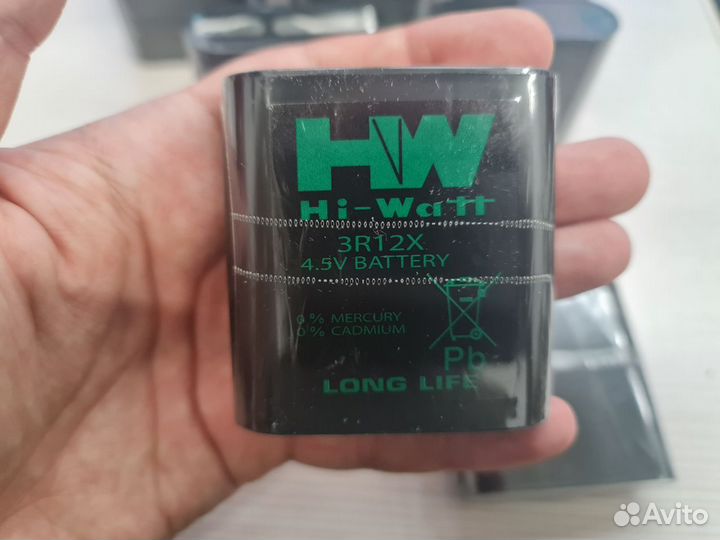 HW
Hi-Watt
3R12X
4.5V BATTERY
0% MERCURY
0% CADMIUM
Pb
LONG LIFE
Avito